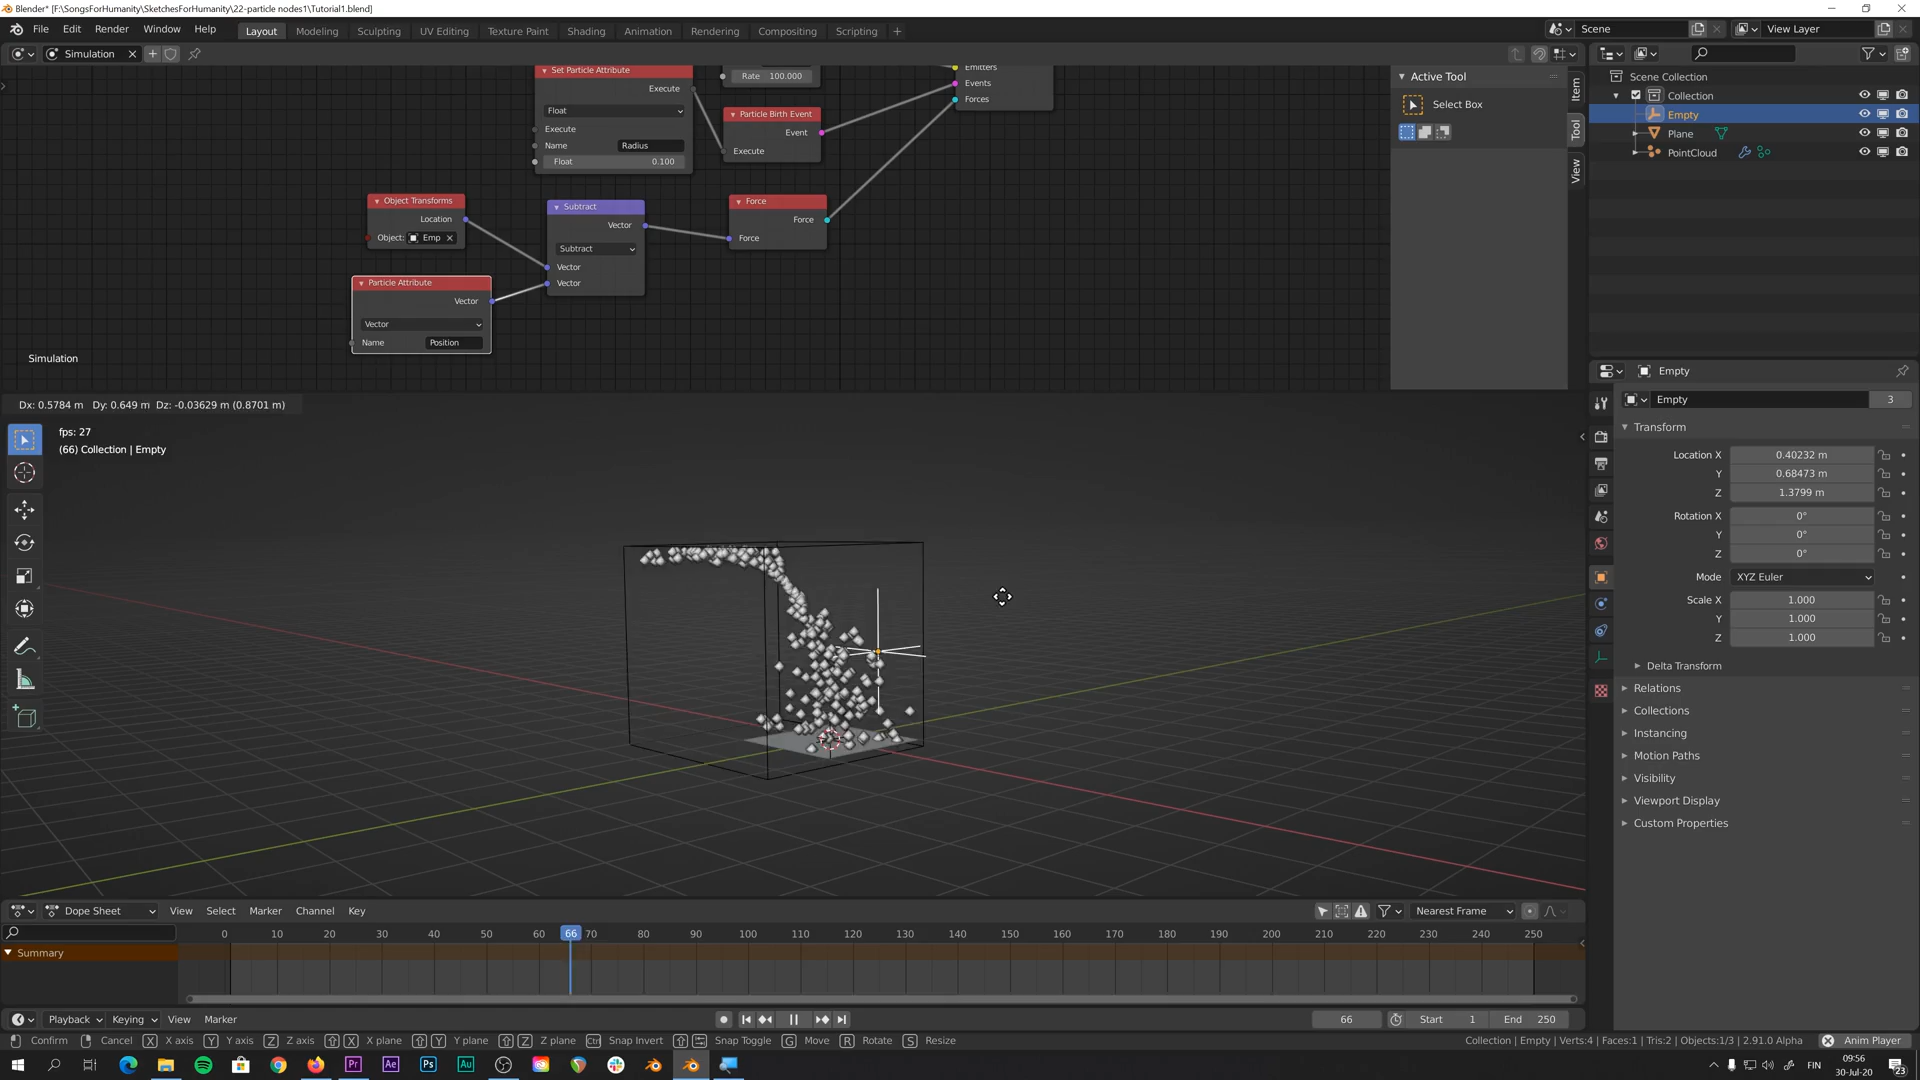 Blender* [F:\SongsForHumanity\SketchesForHumanity\22-particle nodes1\Tutorial1.blend]
File Edit Render Window Help Layout Modeling Sculpting UV Editing Texture Paint Shading Animation Rendering Compositing Scripting + Scene View Layer
Simulation
Set Particle Attribute
Execute
Float
Execute
Name Radius
Float 0.100
Rate 100.000
Particle Birth Event
Event
Execute
Emitters
Events
Forces
Object Transforms
Location
Object: Emp
Subtract
Vector
Subtract
Vector
Vector
Force
Force
Force
Particle Attribute
Vector
Vector
Name Position
Simulation
Active Tool
Select Box
Item
Tool
View
Scene Collection
Collection
Empty
Plane
PointCloud
Dx: 0.5784 m Dy: 0.649 m Dz: -0.03629 m (0.8701 m)
fps: 27
(66) Collection | Empty
Empty
Empty 3
Transform
Location X 0.40232 m
Y 0.68473 m
Z 1.3799 m
Rotation X 0°
Y 0°
Z 0°
Mode XYZ Euler
Scale X 1.000
Y 1.000
Z 1.000
Delta Transform
Relations
Collections
Instancing
Motion Paths
Visibility
Viewport Display
Custom Properties
Dope Sheet View Select Marker Channel Key Nearest Frame
0 10 20 30 40 50 60 66 70 80 90 100 110 120 130 140 150 160 170 180 190 200 210 220 230 240 250
Summary
Playback Keying View Marker 66 Start 1 End 250
Confirm Cancel X X axis Y Y axis Z Z axis X X plane Y Y plane Z Z plane Ctrl Snap Invert Snap Toggle G Move R Rotate S Resize Collection | Empty | Verts:4 | Faces:1 | Tris:2 | Objects:1/3 | 2.91.0 Alpha Anim Player
Pr Ae Ps Au FIN 09:56
30-Jul-20 23